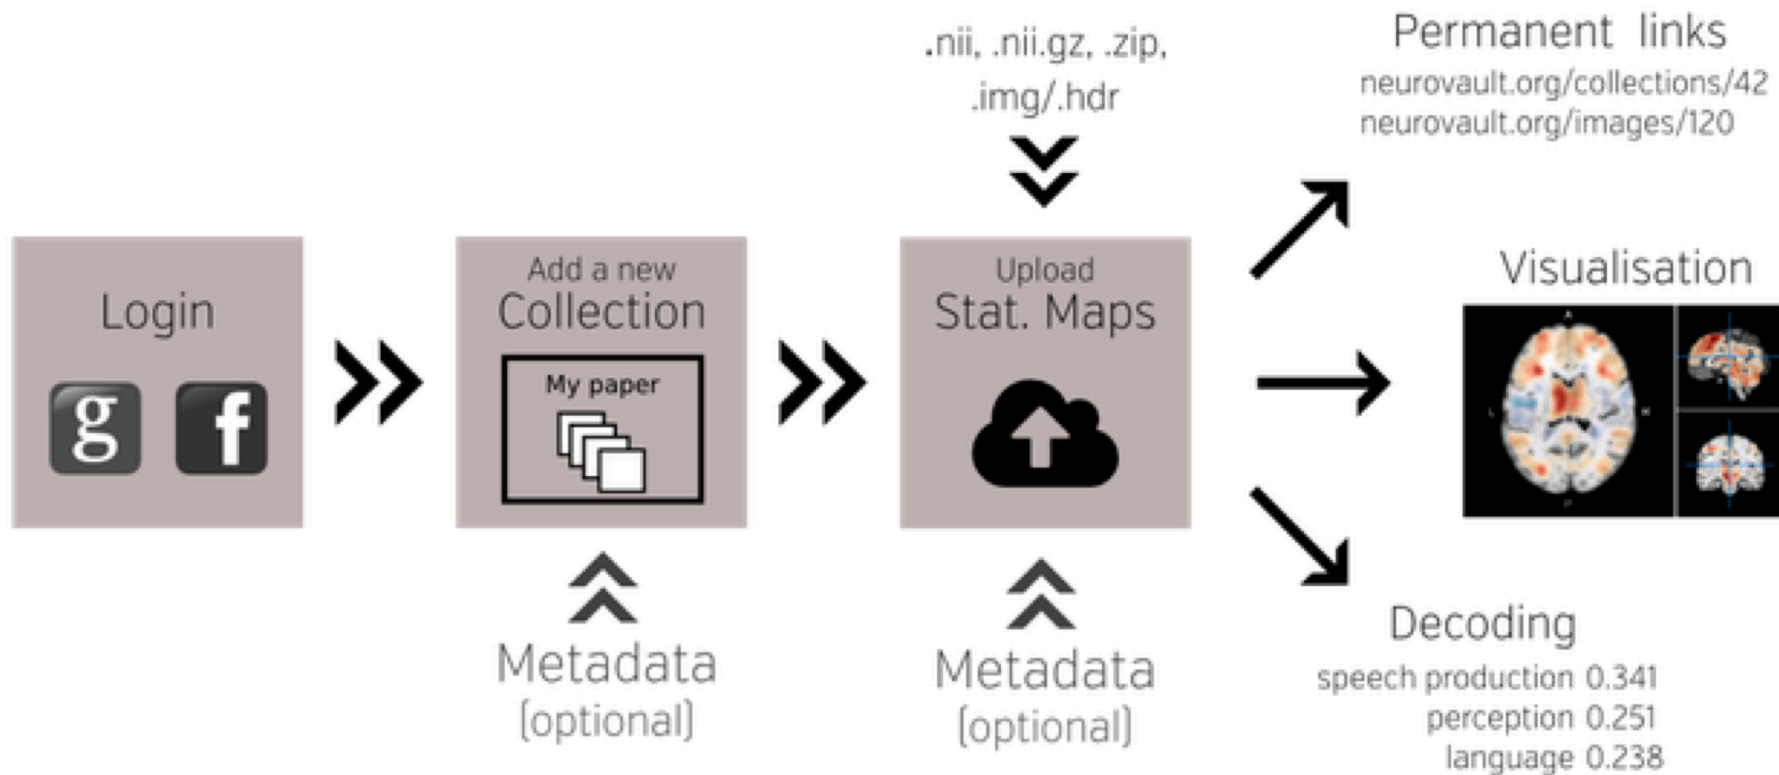 .nii, .nii.gz, .zip,
.img/.hdr
Permanent links
neurovault.org/collections/42
neurovault.org/images/120
Login
g f
Add a new
Collection
My paper
Upload
Stat. Maps
Visualisation
Metadata
(optional)
Metadata
(optional)
Decoding
speech production 0.341
perception 0.251
language 0.238